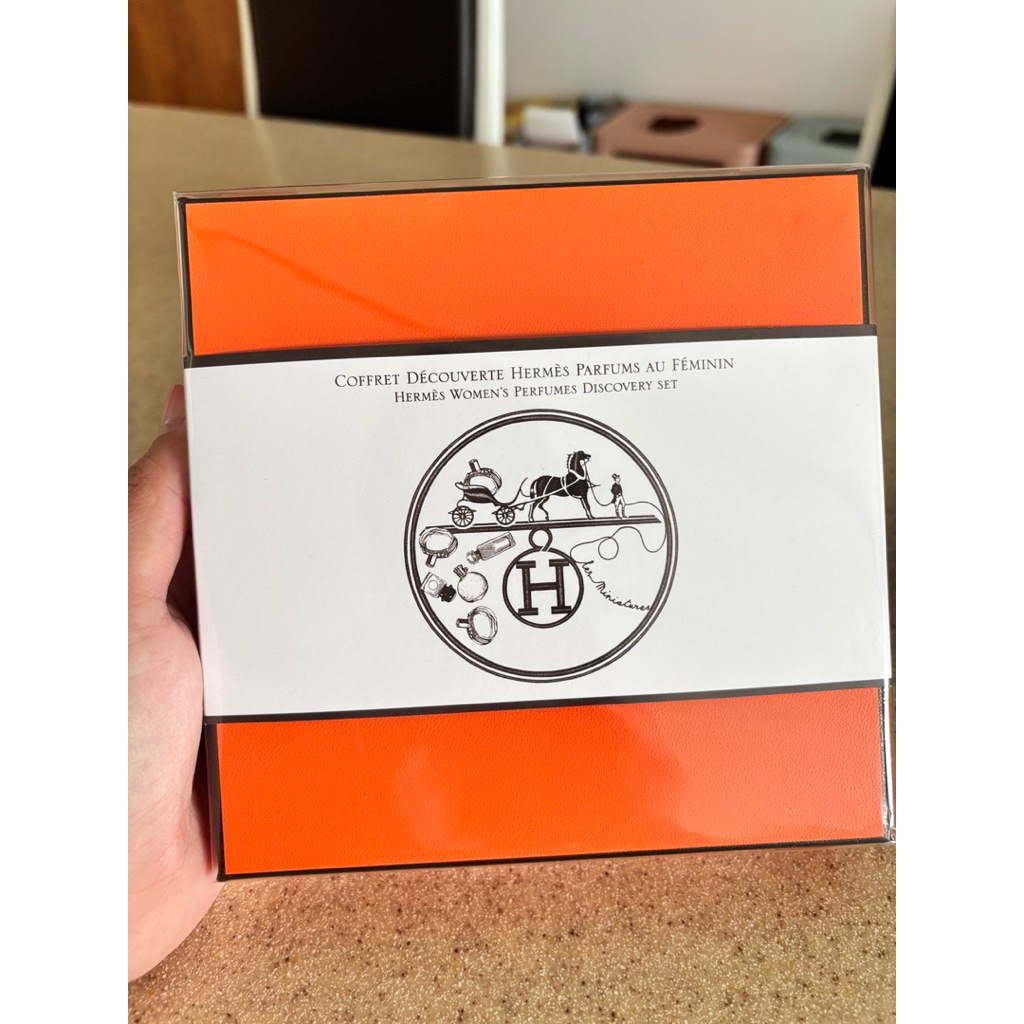 Coffret Découverte Hermès Parfums au Féminin
Hermès Women's Perfumes Discovery set
H
les Miniatures